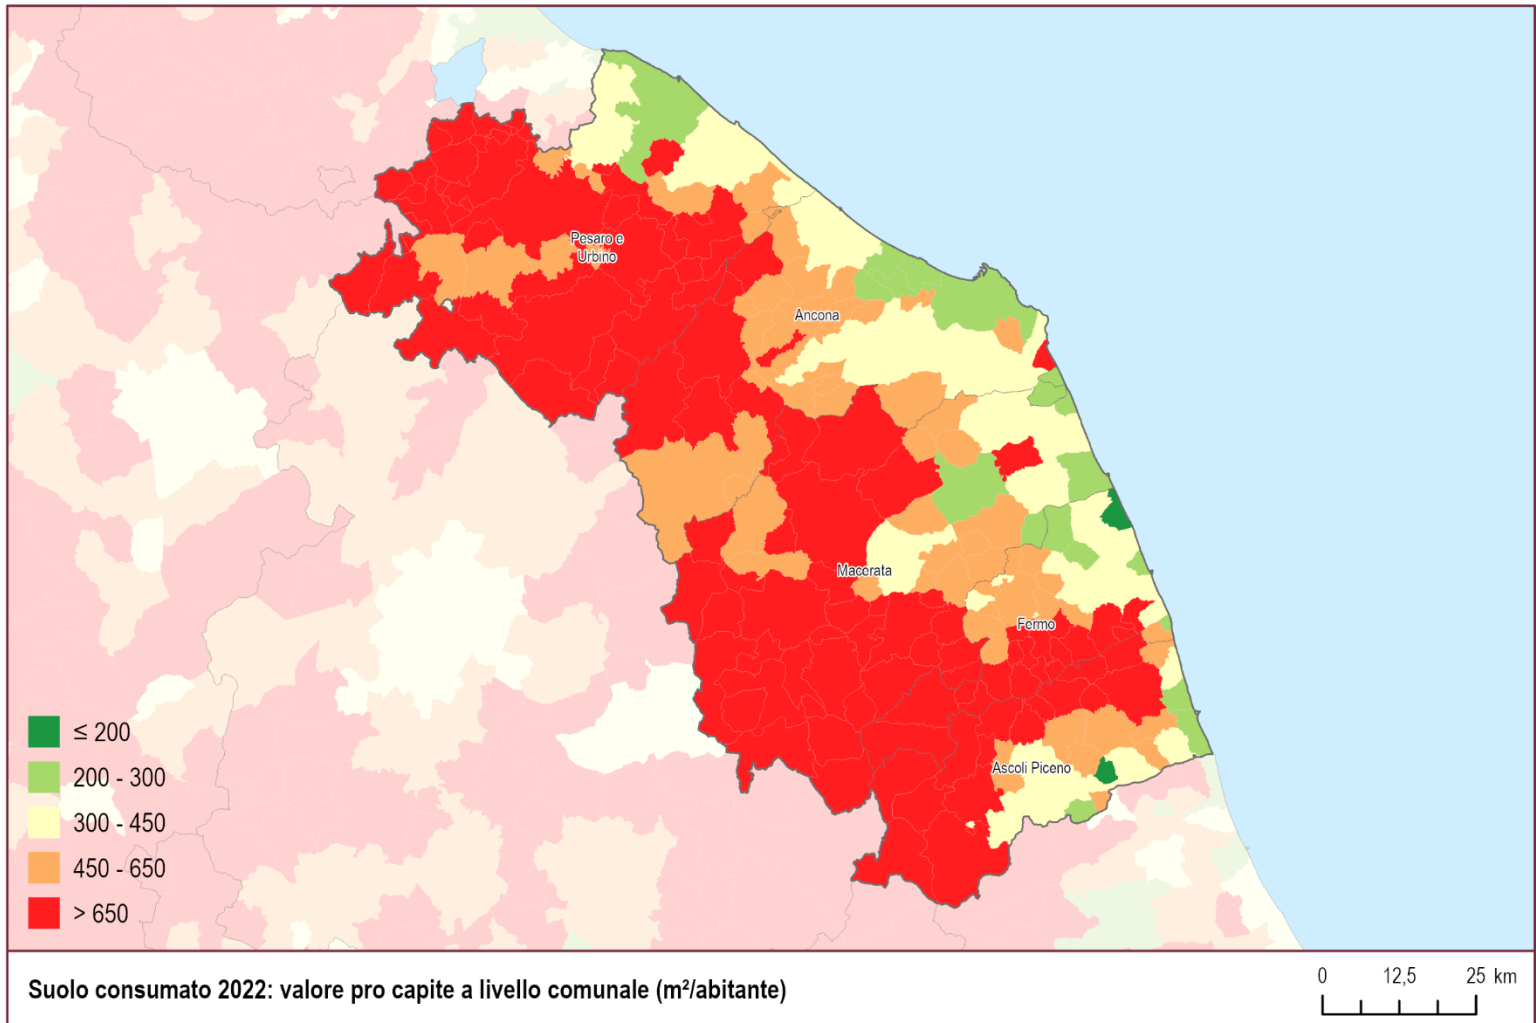 Pesaro e
Urbino
Ancona
Macerata
Fermo
Ascoli Piceno
≤ 200
200 - 300
300 - 450
450 - 650
> 650
Suolo consumato 2022: valore pro capite a livello comunale (m²/abitante)
0 12,5 25 km